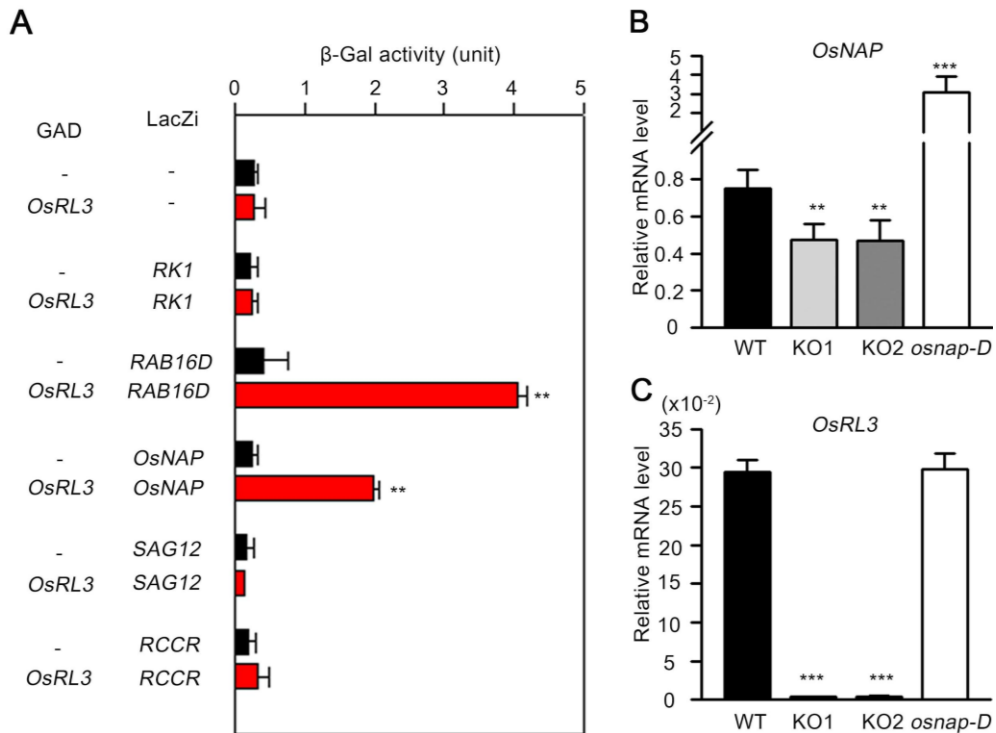 A
β-Gal activity (unit)
0 1 2 3 4 5
GAD LacZi
- -
OsRL3 -
- RK1
OsRL3 RK1
- RAB16D
OsRL3 RAB16D **
- OsNAP
OsRL3 OsNAP **
- SAG12
OsRL3 SAG12
- RCCR
OsRL3 RCCR
B
OsNAP
Relative mRNA level
5
4
3
2
0.8
0.6
0.4
0.2
0
** ** ***
WT KO1 KO2 osnap-D
C (x10-2)
OsRL3
Relative mRNA level
35
30
25
20
15
10
5
0
*** ***
WT KO1 KO2 osnap-D